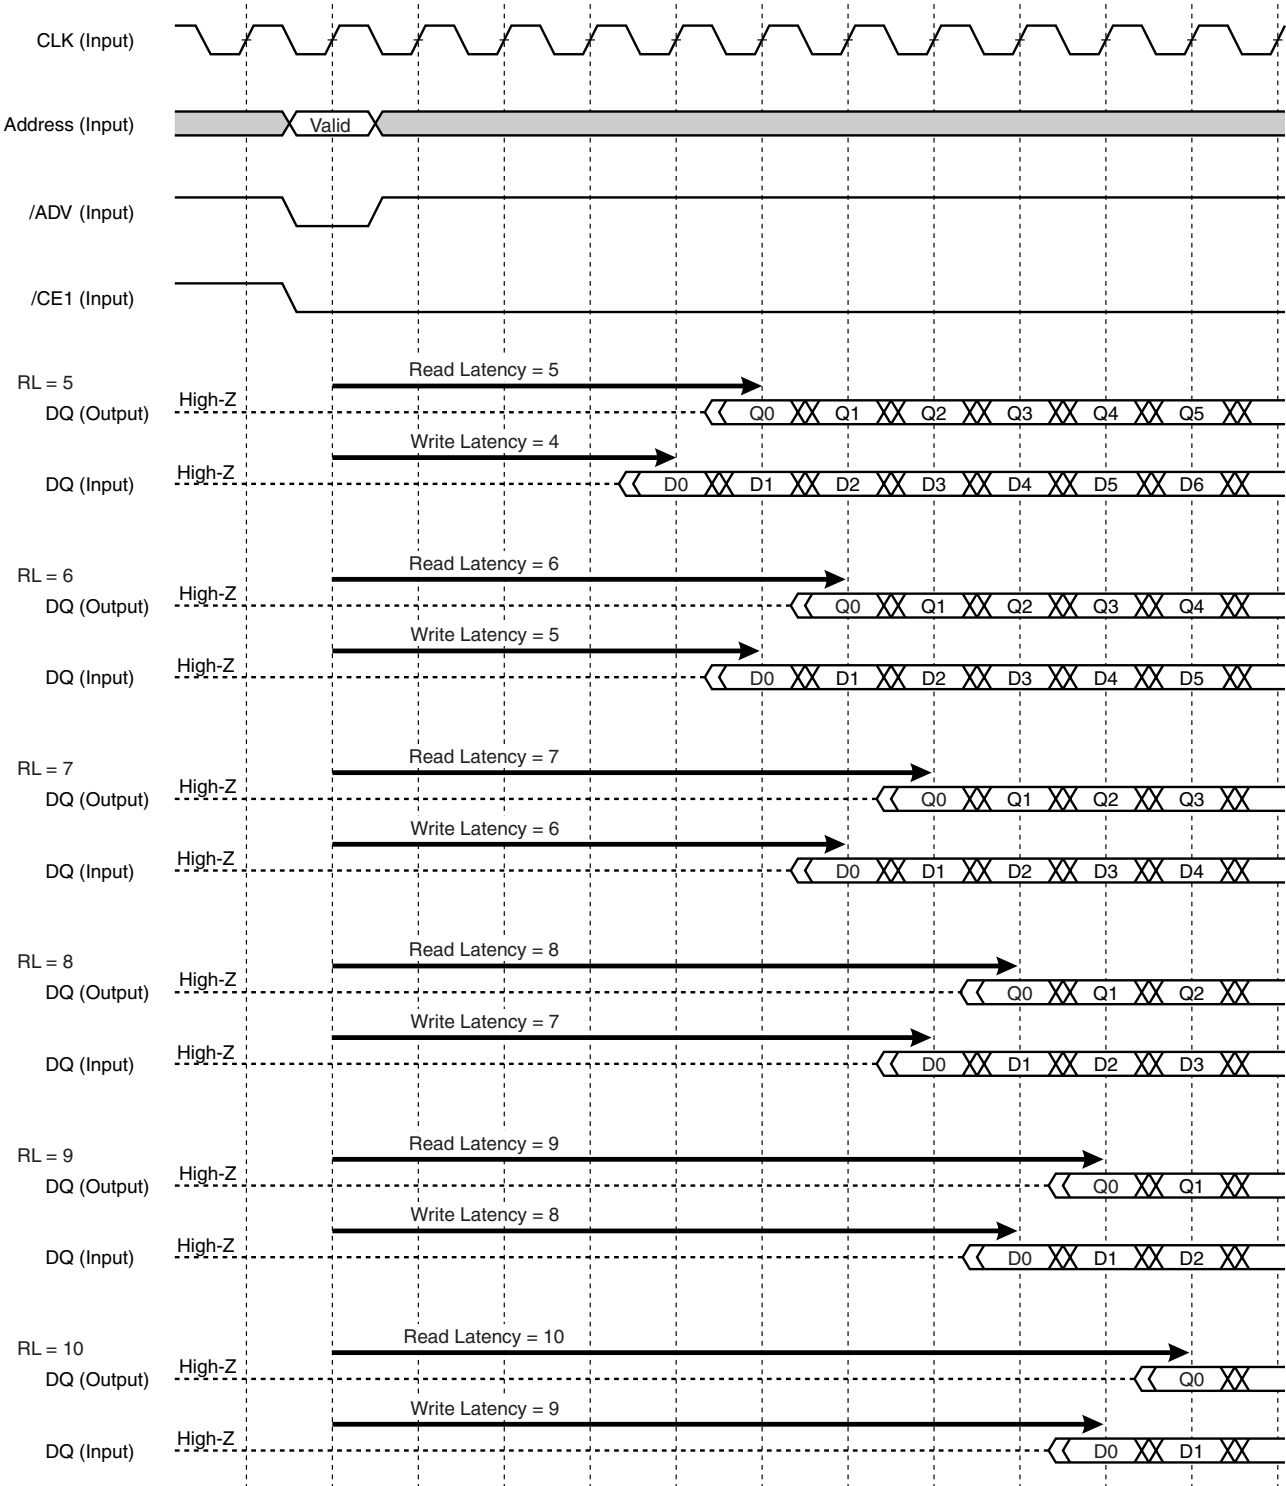 CLK (Input)
Address (Input) Valid
/ADV (Input)
/CE1 (Input)
Read Latency = 5
RL = 5
DQ (Output) High-Z Q0 Q1 Q2 Q3 Q4 Q5
Write Latency = 4
DQ (Input) High-Z D0 D1 D2 D3 D4 D5 D6
Read Latency = 6
RL = 6
DQ (Output) High-Z Q0 Q1 Q2 Q3 Q4
Write Latency = 5
DQ (Input) High-Z D0 D1 D2 D3 D4 D5
Read Latency = 7
RL = 7
DQ (Output) High-Z Q0 Q1 Q2 Q3
Write Latency = 6
DQ (Input) High-Z D0 D1 D2 D3 D4
Read Latency = 8
RL = 8
DQ (Output) High-Z Q0 Q1 Q2
Write Latency = 7
DQ (Input) High-Z D0 D1 D2 D3
Read Latency = 9
RL = 9
DQ (Output) High-Z Q0 Q1
Write Latency = 8
DQ (Input) High-Z D0 D1 D2
Read Latency = 10
RL = 10
DQ (Output) High-Z Q0
Write Latency = 9
DQ (Input) High-Z D0 D1